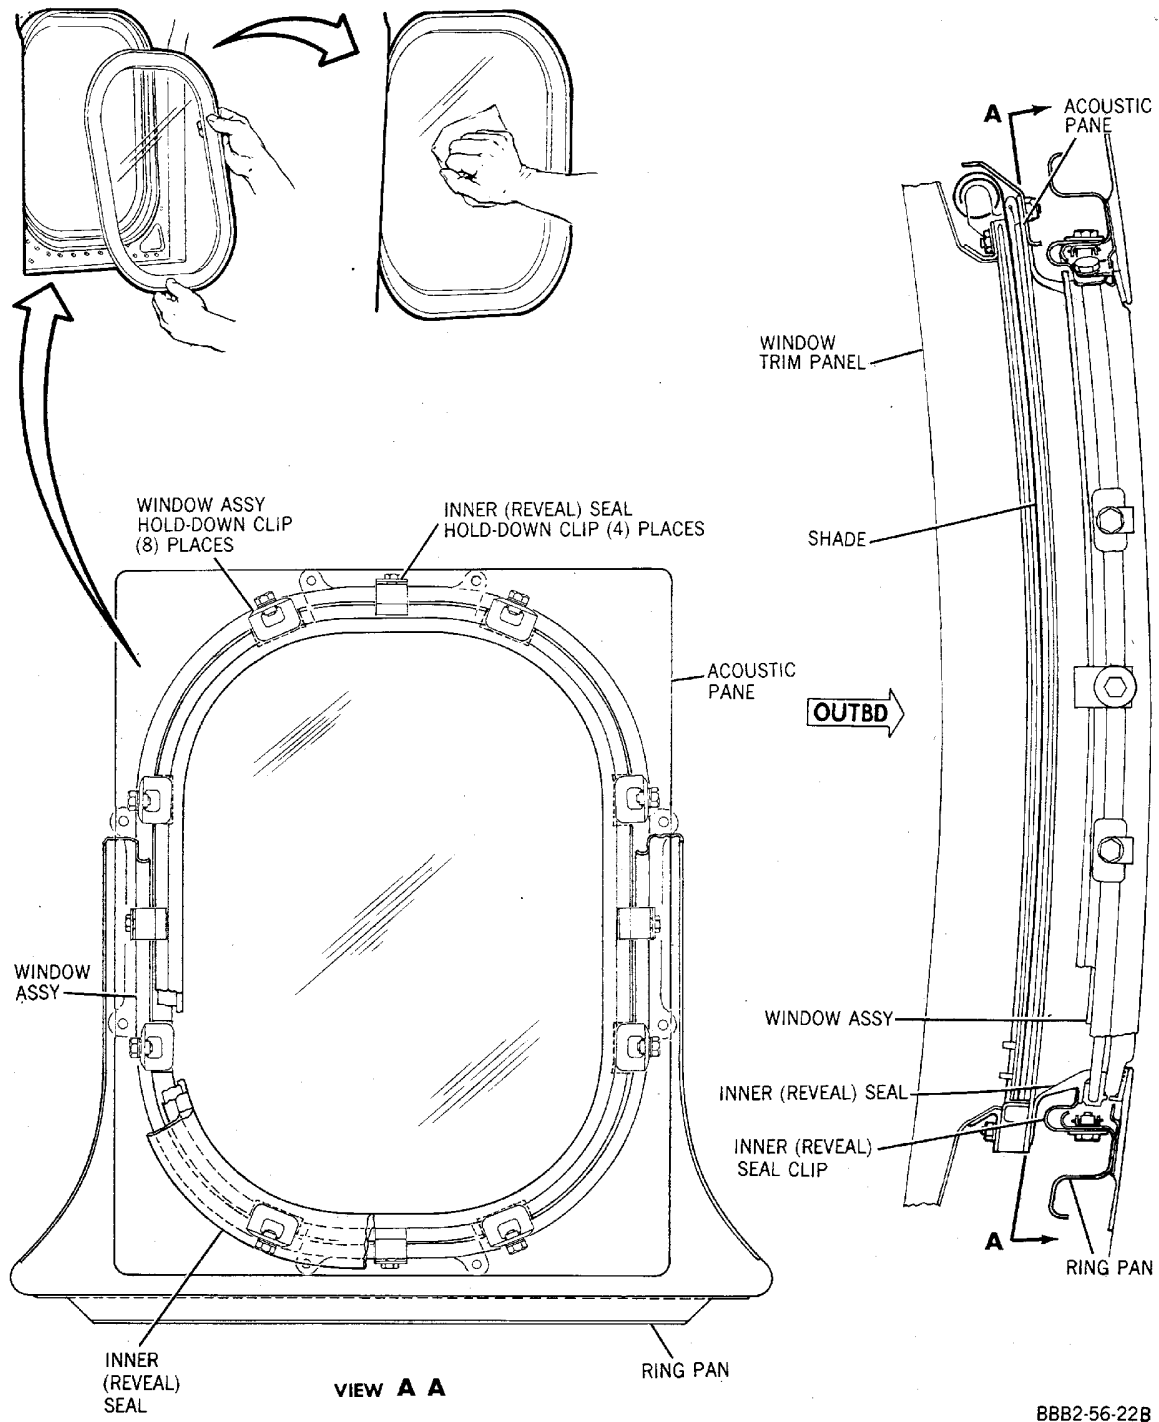 A
ACOUSTIC
PANE
WINDOW
TRIM PANEL
WINDOW ASSY
HOLD-DOWN CLIP
(8) PLACES
INNER (REVEAL) SEAL
HOLD-DOWN CLIP (4) PLACES
SHADE
ACOUSTIC
PANE
OUTBD
WINDOW
ASSY
WINDOW ASSY
INNER (REVEAL) SEAL
INNER (REVEAL)
SEAL CLIP
A
RING PAN
INNER
(REVEAL)
SEAL
VIEW A A
RING PAN
BBB2-56-22B